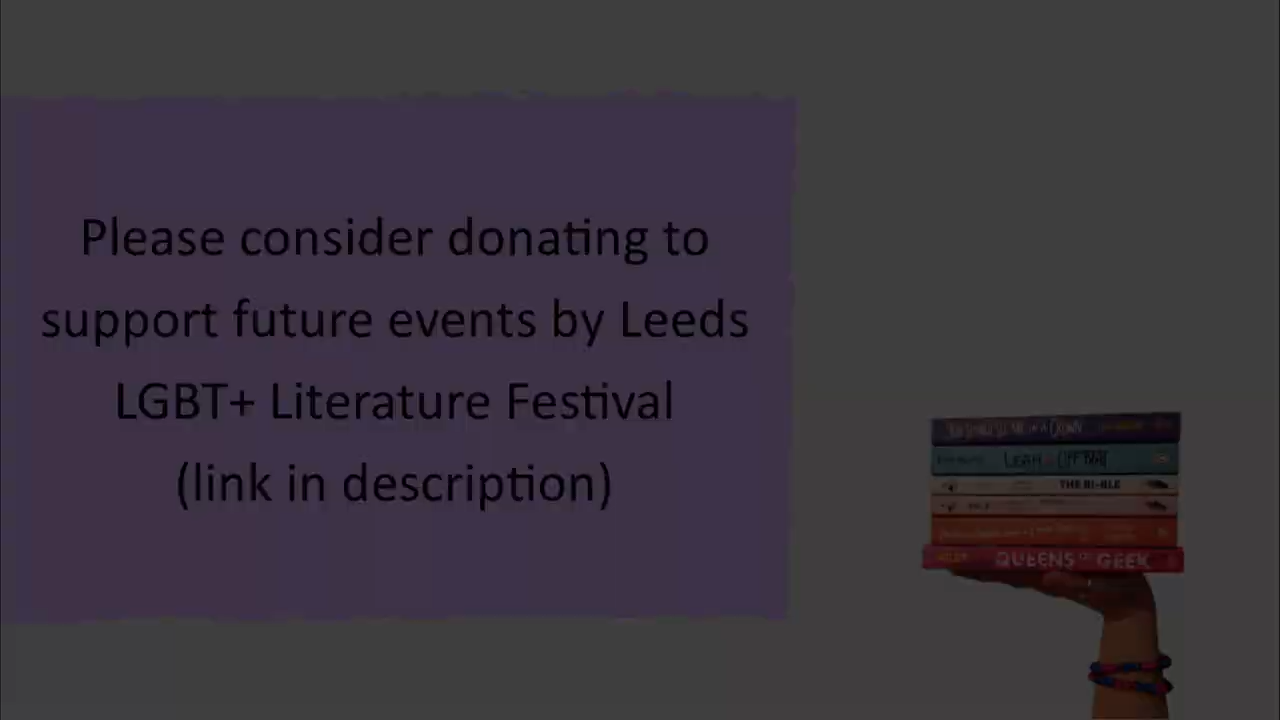 Please consider donating to
support future events by Leeds
LGBT+ Literature Festival
(link in description)
LEAH
THE BI-BLE
QUEENS OF GEEK